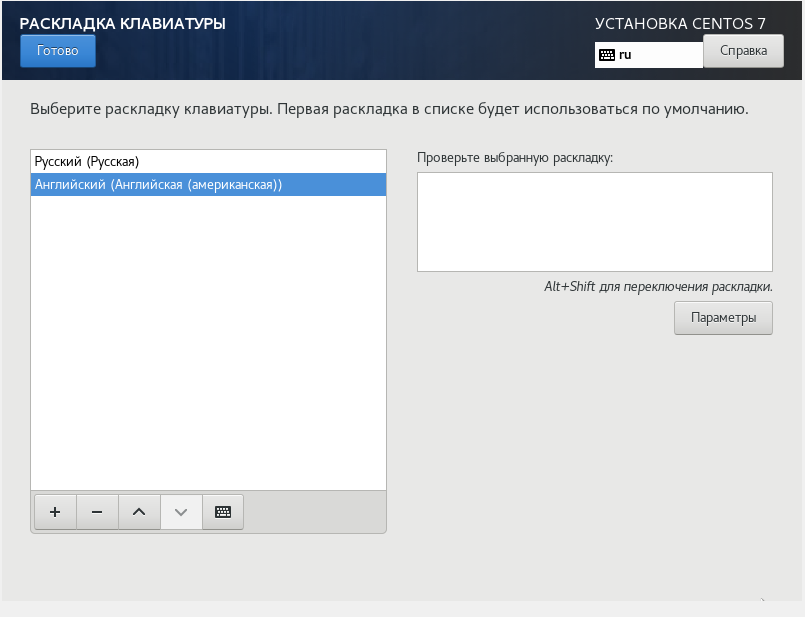 РАСКЛАДКА КЛАВИАТУРЫ
УСТАНОВКА CENTOS 7
Готово
ru
Справка
Выберите раскладку клавиатуры. Первая раскладка в списке будет использоваться по умолчанию.
Русский (Русская)
Английский (Английская (американская))
Проверьте выбранную раскладку:
Alt+Shift для переключения раскладки.
Параметры